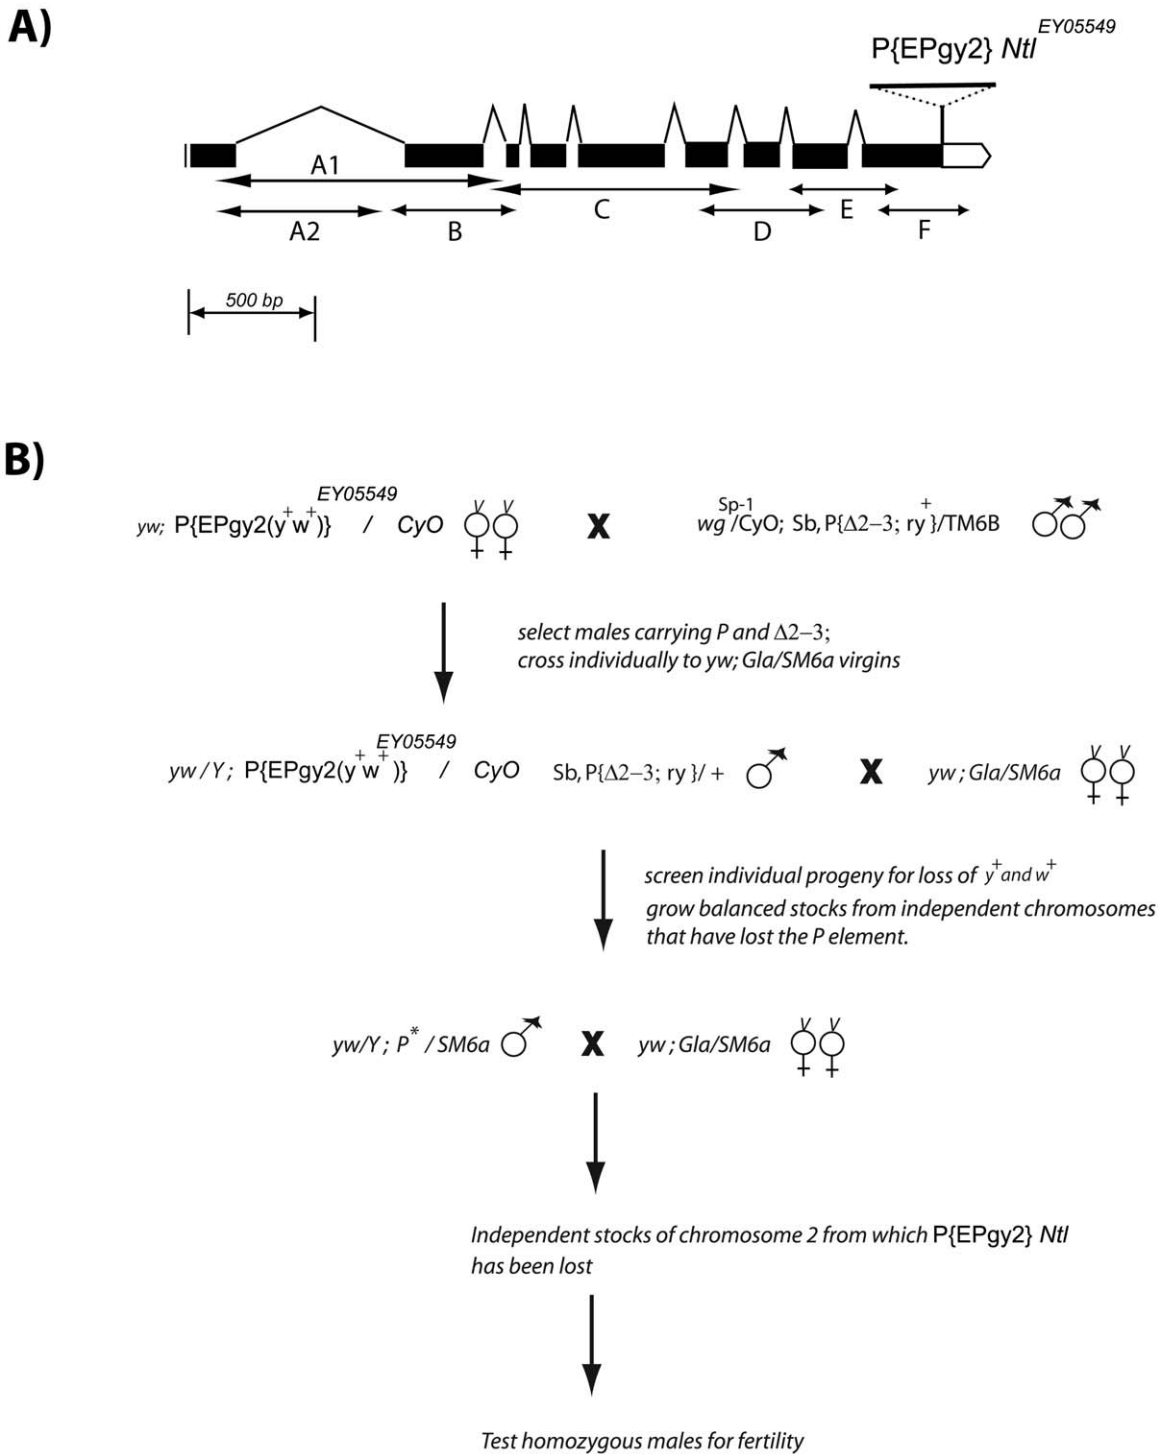 A)
P{EPgy2} Ntl EY05549
A1
A2
B
C
D
E
F
500 bp
B)
yw; P{EPgy2(y+w+)} EY05549 / CyO X wg Sp-1/CyO; Sb, P{Δ2–3; ry+}/TM6B
select males carrying P and Δ2–3;
cross individually to yw; Gla/SM6a virgins
yw/Y; P{EPgy2(y+w+)} EY05549 / CyO Sb, P{Δ2–3; ry}/+ X yw; Gla/SM6a
screen individual progeny for loss of y+ and w+
grow balanced stocks from independent chromosomes
that have lost the P element.
yw/Y; P*/SM6a X yw; Gla/SM6a
Independent stocks of chromosome 2 from which P{EPgy2} Ntl
has been lost
Test homozygous males for fertility